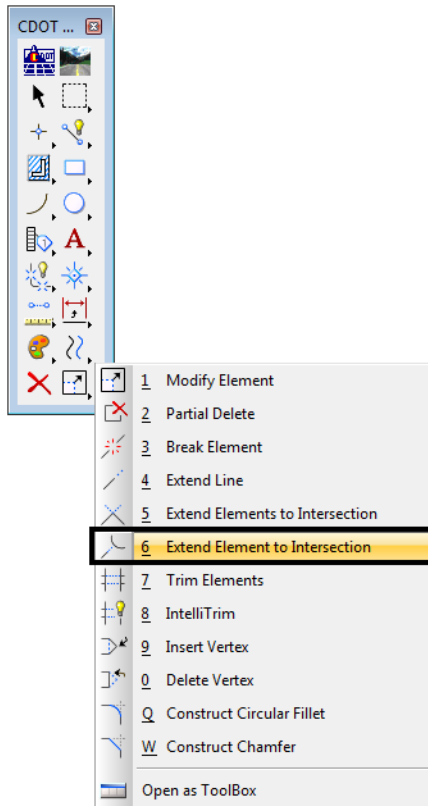 CDOT ...
A
1 Modify Element
2 Partial Delete
3 Break Element
4 Extend Line
5 Extend Elements to Intersection
6 Extend Element to Intersection
7 Trim Elements
8 IntelliTrim
9 Insert Vertex
0 Delete Vertex
Q Construct Circular Fillet
W Construct Chamfer
Open as ToolBox